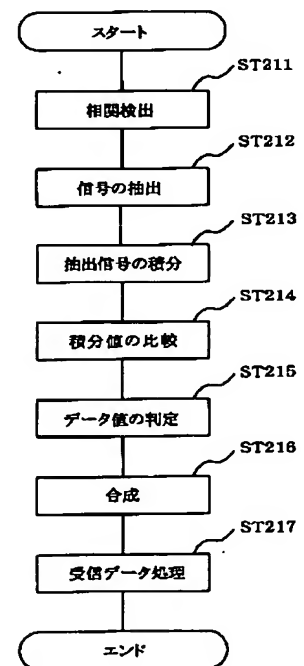 スタート
ST211
相関検出
ST212
信号の抽出
ST213
抽出信号の積分
ST214
積分値の比較
ST215
データ値の判定
ST216
合成
ST217
受信データ処理
エンド